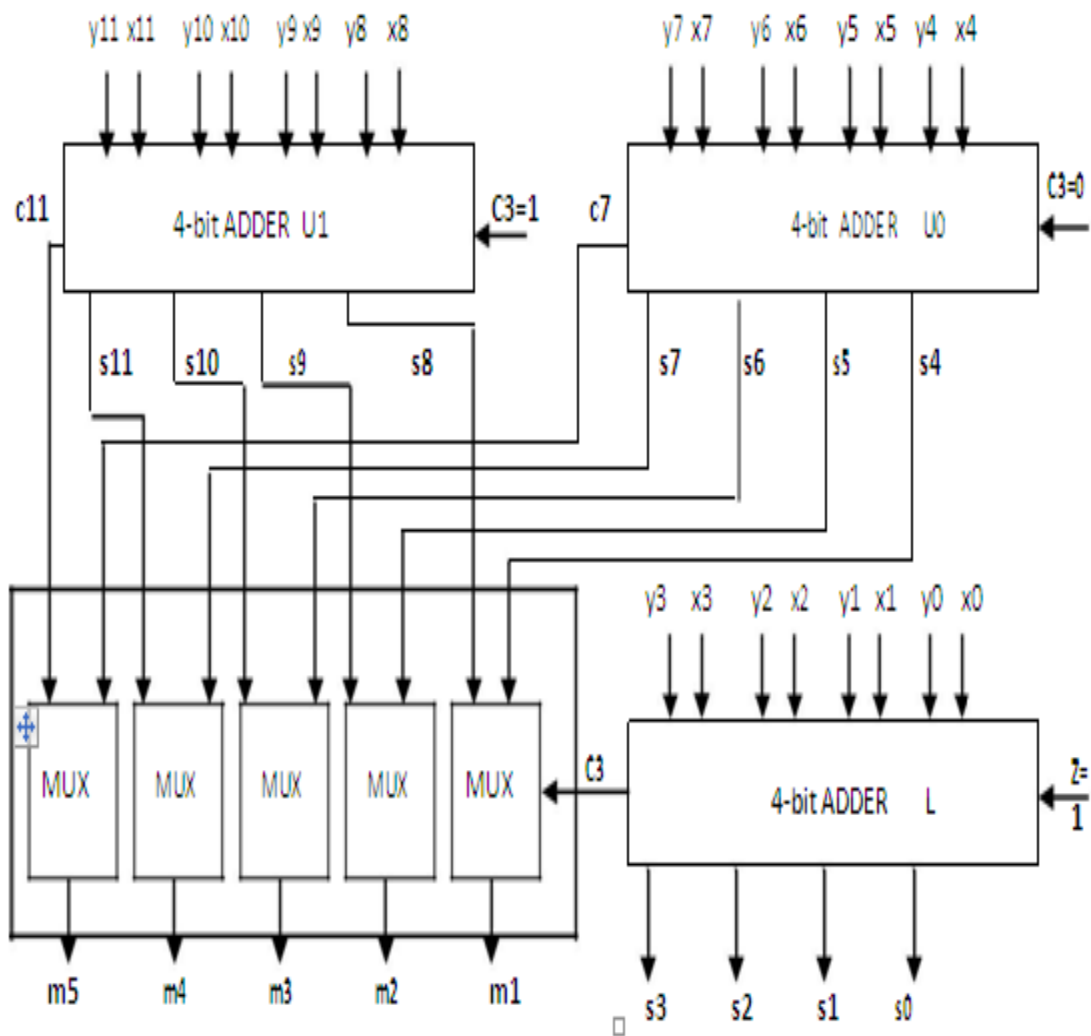 y11 x11 y10 x10 y9 x9 y8 x8 y7 x7 y6 x6 y5 x5 y4 x4
c11 4-bit ADDER U1 C3=1 c7 4-bit ADDER U0 C3=0
s11 s10 s9 s8 s7 s6 s5 s4
y3 x3 y2 x2 y1 x1 y0 x0
MUX MUX MUX MUX MUX C3 4-bit ADDER L Z=
1
m5 m4 m3 m2 m1 s3 s2 s1 s0